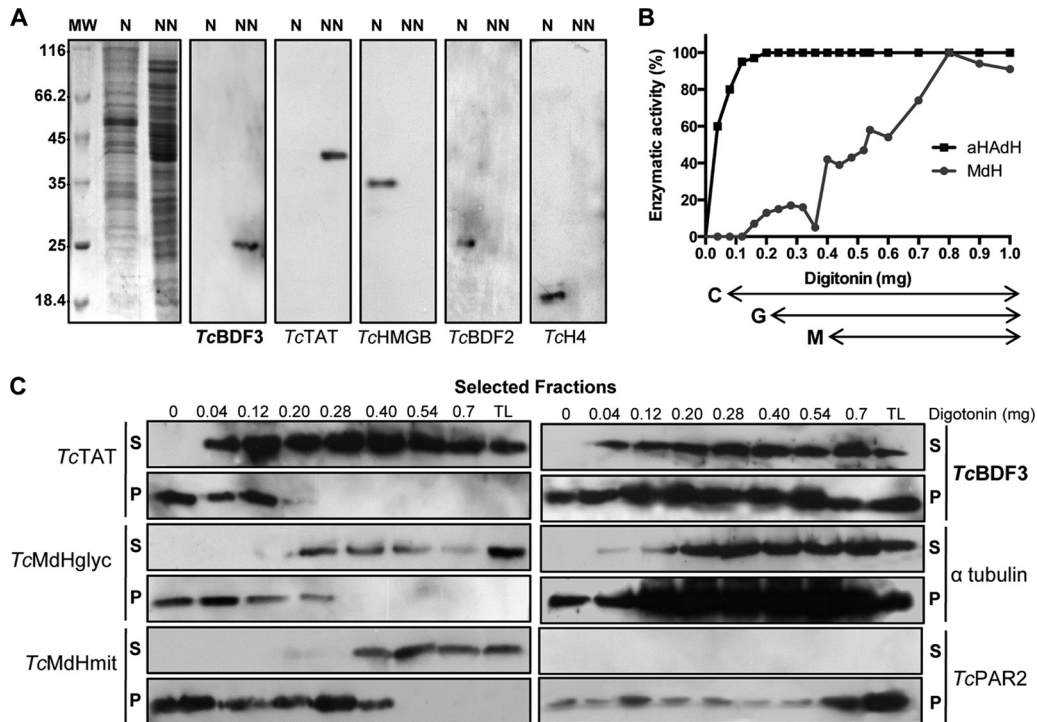 A
MW N NN N NN N NN N NN N NN N NN
116
66.2
45
35
25
18.4
TcBDF3 TcTAT TcHMGB TcBDF2 TcH4
B
Enzymatic activity (%)
100
80
60
40
20
0
0.0 0.1 0.2 0.3 0.4 0.5 0.6 0.7 0.8 0.9 1.0
Digitonin (mg)
aHAdH
MdH
C
G
M
C
Selected Fractions
0 0.04 0.12 0.20 0.28 0.40 0.54 0.7 TL
0 0.04 0.12 0.20 0.28 0.40 0.54 0.7 TL Digotonin (mg)
TcTAT S P
TcMdHglyc S P
TcMdHmit S P
S P TcBDF3
S P α tubulin
S P TcPAR2